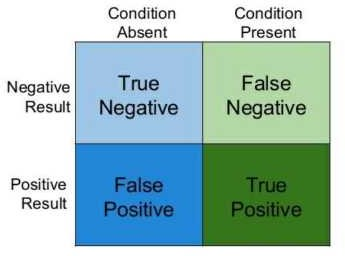 Condition Absent
Condition Present
Negative Result
True Negative
False Negative
Positive Result
False Positive
True Positive